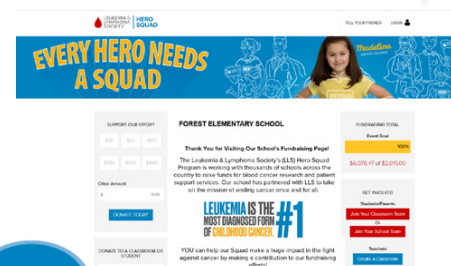 LEUKEMIA &
LYMPHOMA
SOCIETY
HERO
SQUAD
TELL YOUR FRIENDS
LOGIN
EVERY HERO NEEDS
A SQUAD
Madelina
SUPPORT OUR EFFORT
Other Amount
$
0.00
DONATE TODAY
DONATE TO A CLASSROOM OR
STUDENT
FOREST ELEMENTARY SCHOOL
Thank You for Visiting Our School's Fundraising Page!
The Leukemia & Lymphoma Society's (LLS) Hero Squad
Program is working with thousands of schools across the
country to raise funds for blood cancer research and patient
support services. Our school has partnered with LLS to take
on the mission of ending cancer once and for all.
LEUKEMIA IS THE
MOST DIAGNOSED FORM
OF CHILDHOOD CANCER.
#1
YOU can help our Squad make a huge impact in the fight
against cancer by making a contribution to our fundraising
efforts!
FUNDRAISING TOTAL
Event Goal
100%
$6,078.47 of $2,019.00
GET INVOLVED
Students/Parents
Join Your Classroom Team
Or
Join Your School Team
Teachers
Create a Classroom